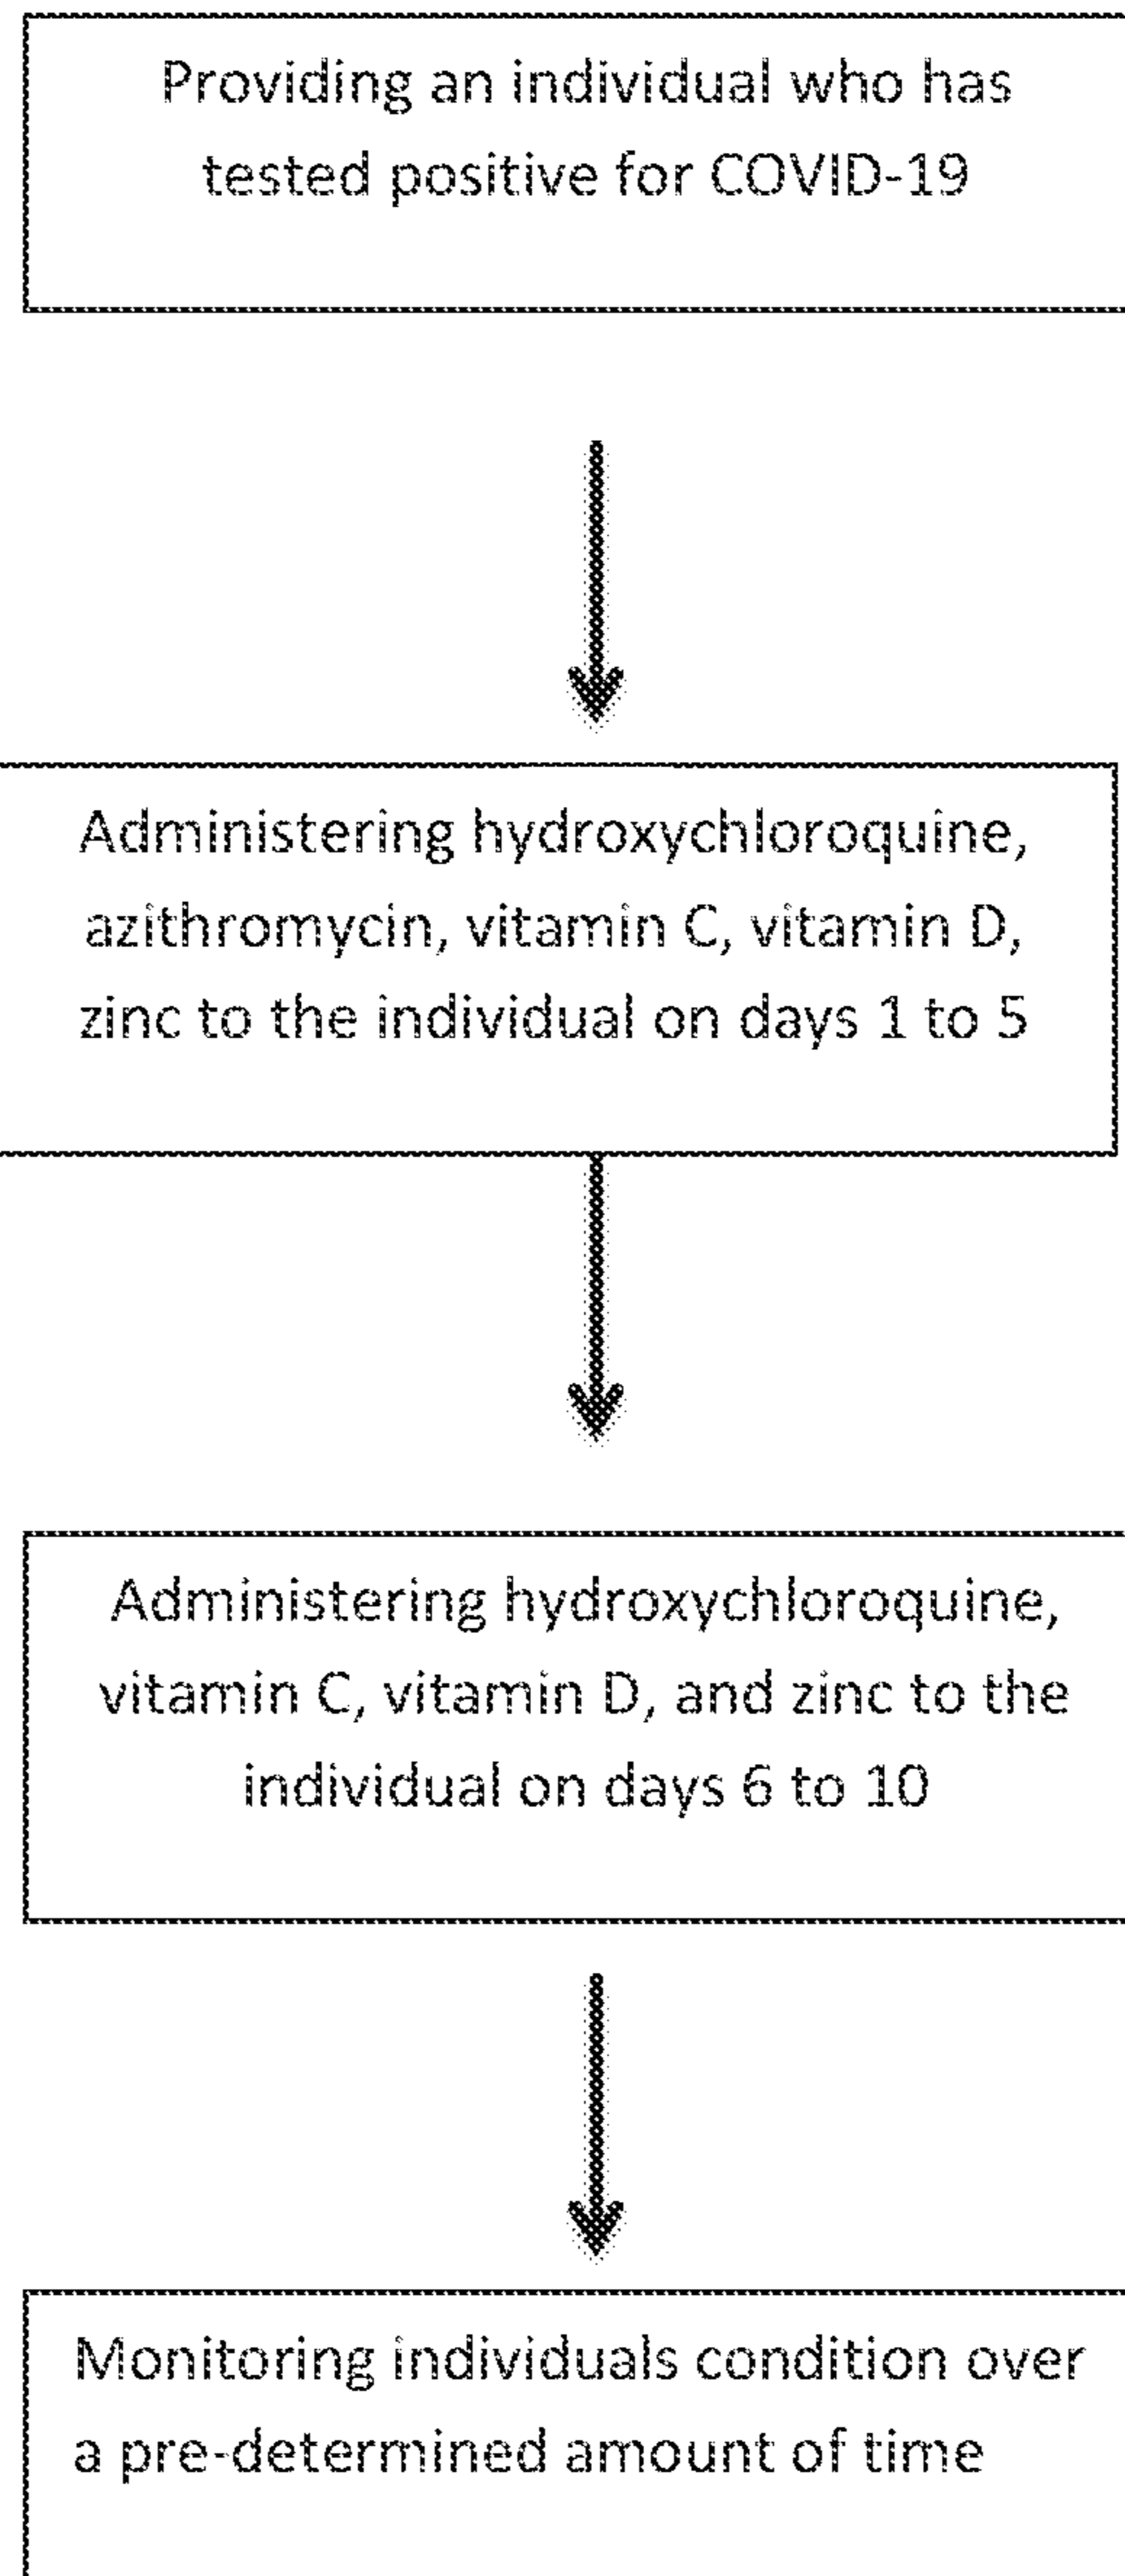 Providing an individual who has
tested positive for COVID-19
Administering hydroxychloroquine,
azithromycin, vitamin C, vitamin D,
zinc to the individual on days 1 to 5
Administering hydroxychloroquine,
vitamin C, vitamin D, and zinc to the
individual on days 6 to 10
Monitoring individuals condition over
a pre-determined amount of time